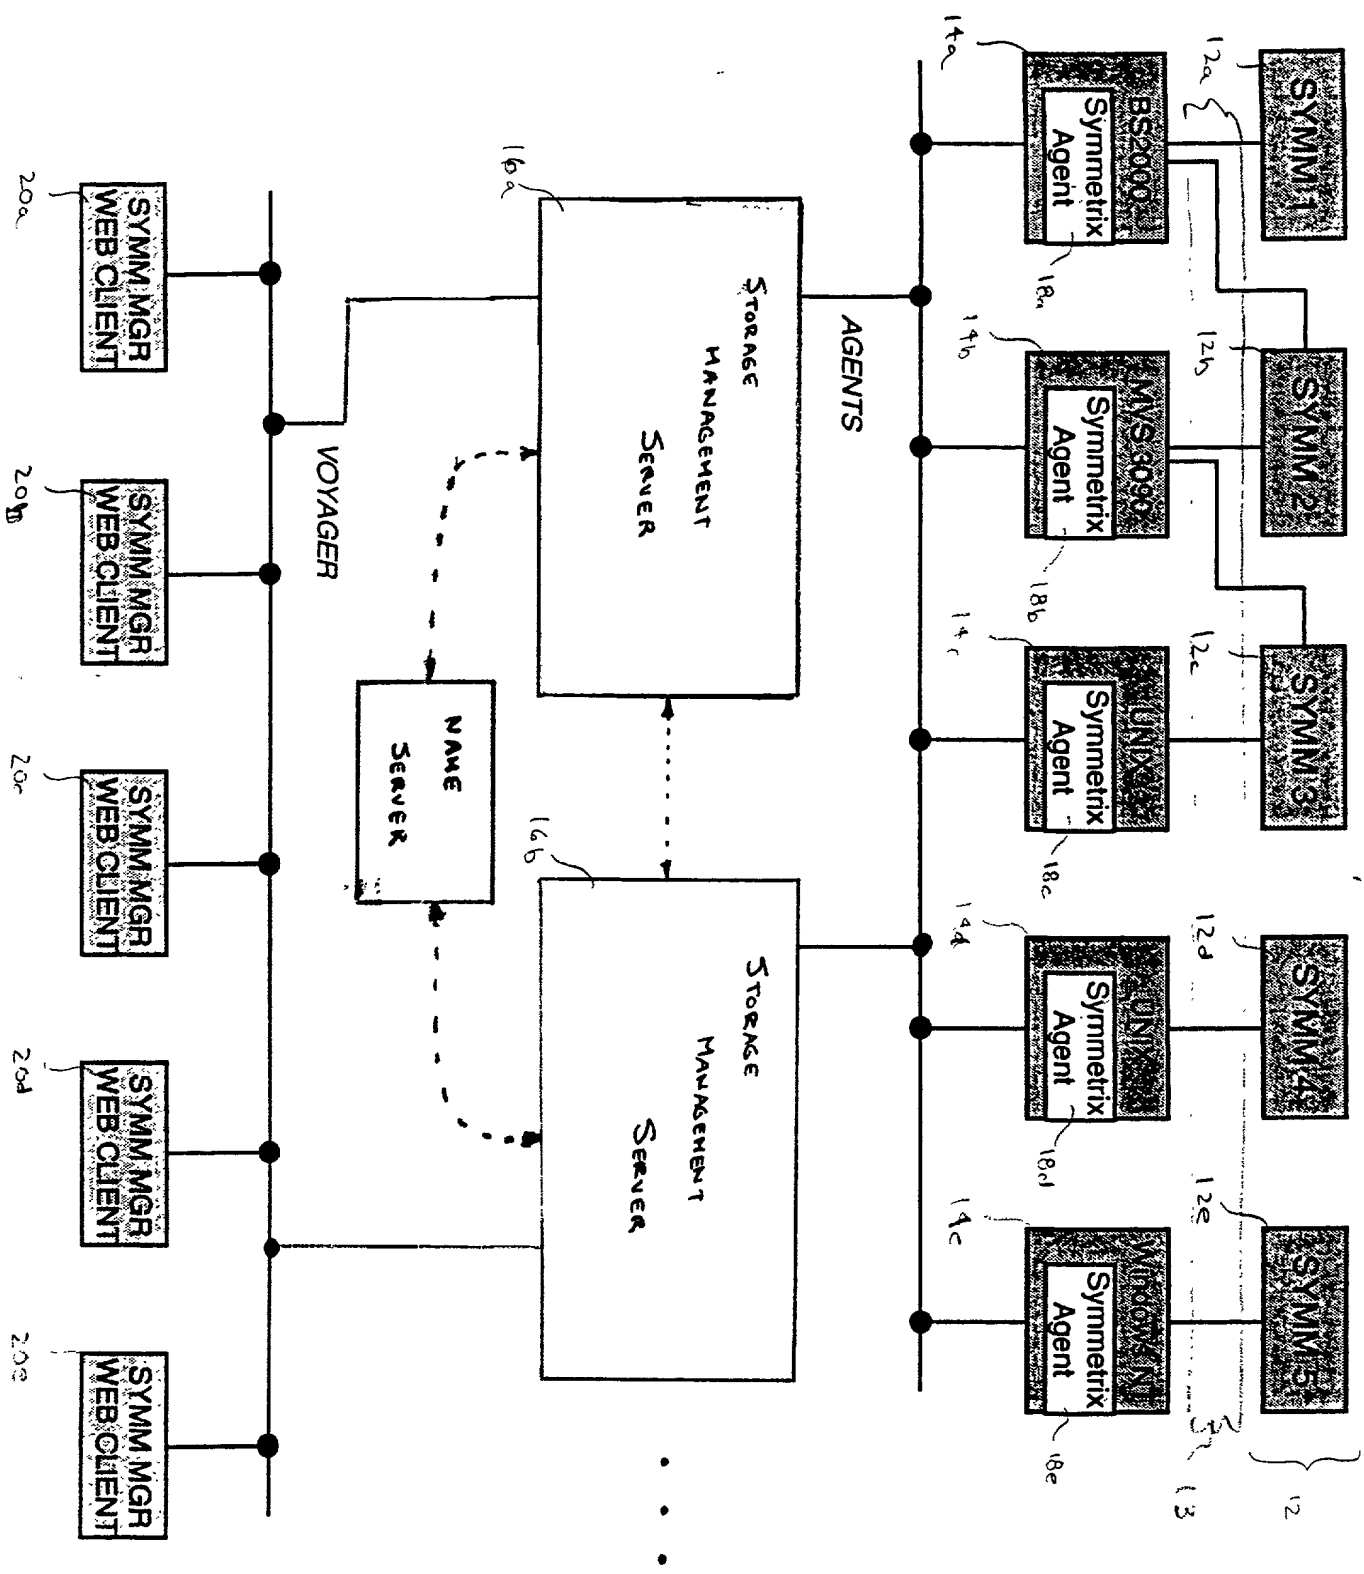 12
13
12a
SYMM 1
12b
SYMM 2
12c
SYMM 3
12d
SYMM 4
12e
SYMM 5
14a
BS2000
Symmetrix
Agent
18a
14b
MVS 3090
Symmetrix
Agent
18b
14c
UNIX
Symmetrix
Agent
18c
14d
UNIX
Symmetrix
Agent
18d
14e
Windows NT
Symmetrix
Agent
18e
AGENTS
16a
STORAGE
MANAGEMENT
SERVER
16b
STORAGE
MANAGEMENT
SERVER
NAME
SERVER
VOYAGER
20a
SYMM MGR
WEB CLIENT
20b
SYMM MGR
WEB CLIENT
20c
SYMM MGR
WEB CLIENT
20d
SYMM MGR
WEB CLIENT
20e
SYMM MGR
WEB CLIENT